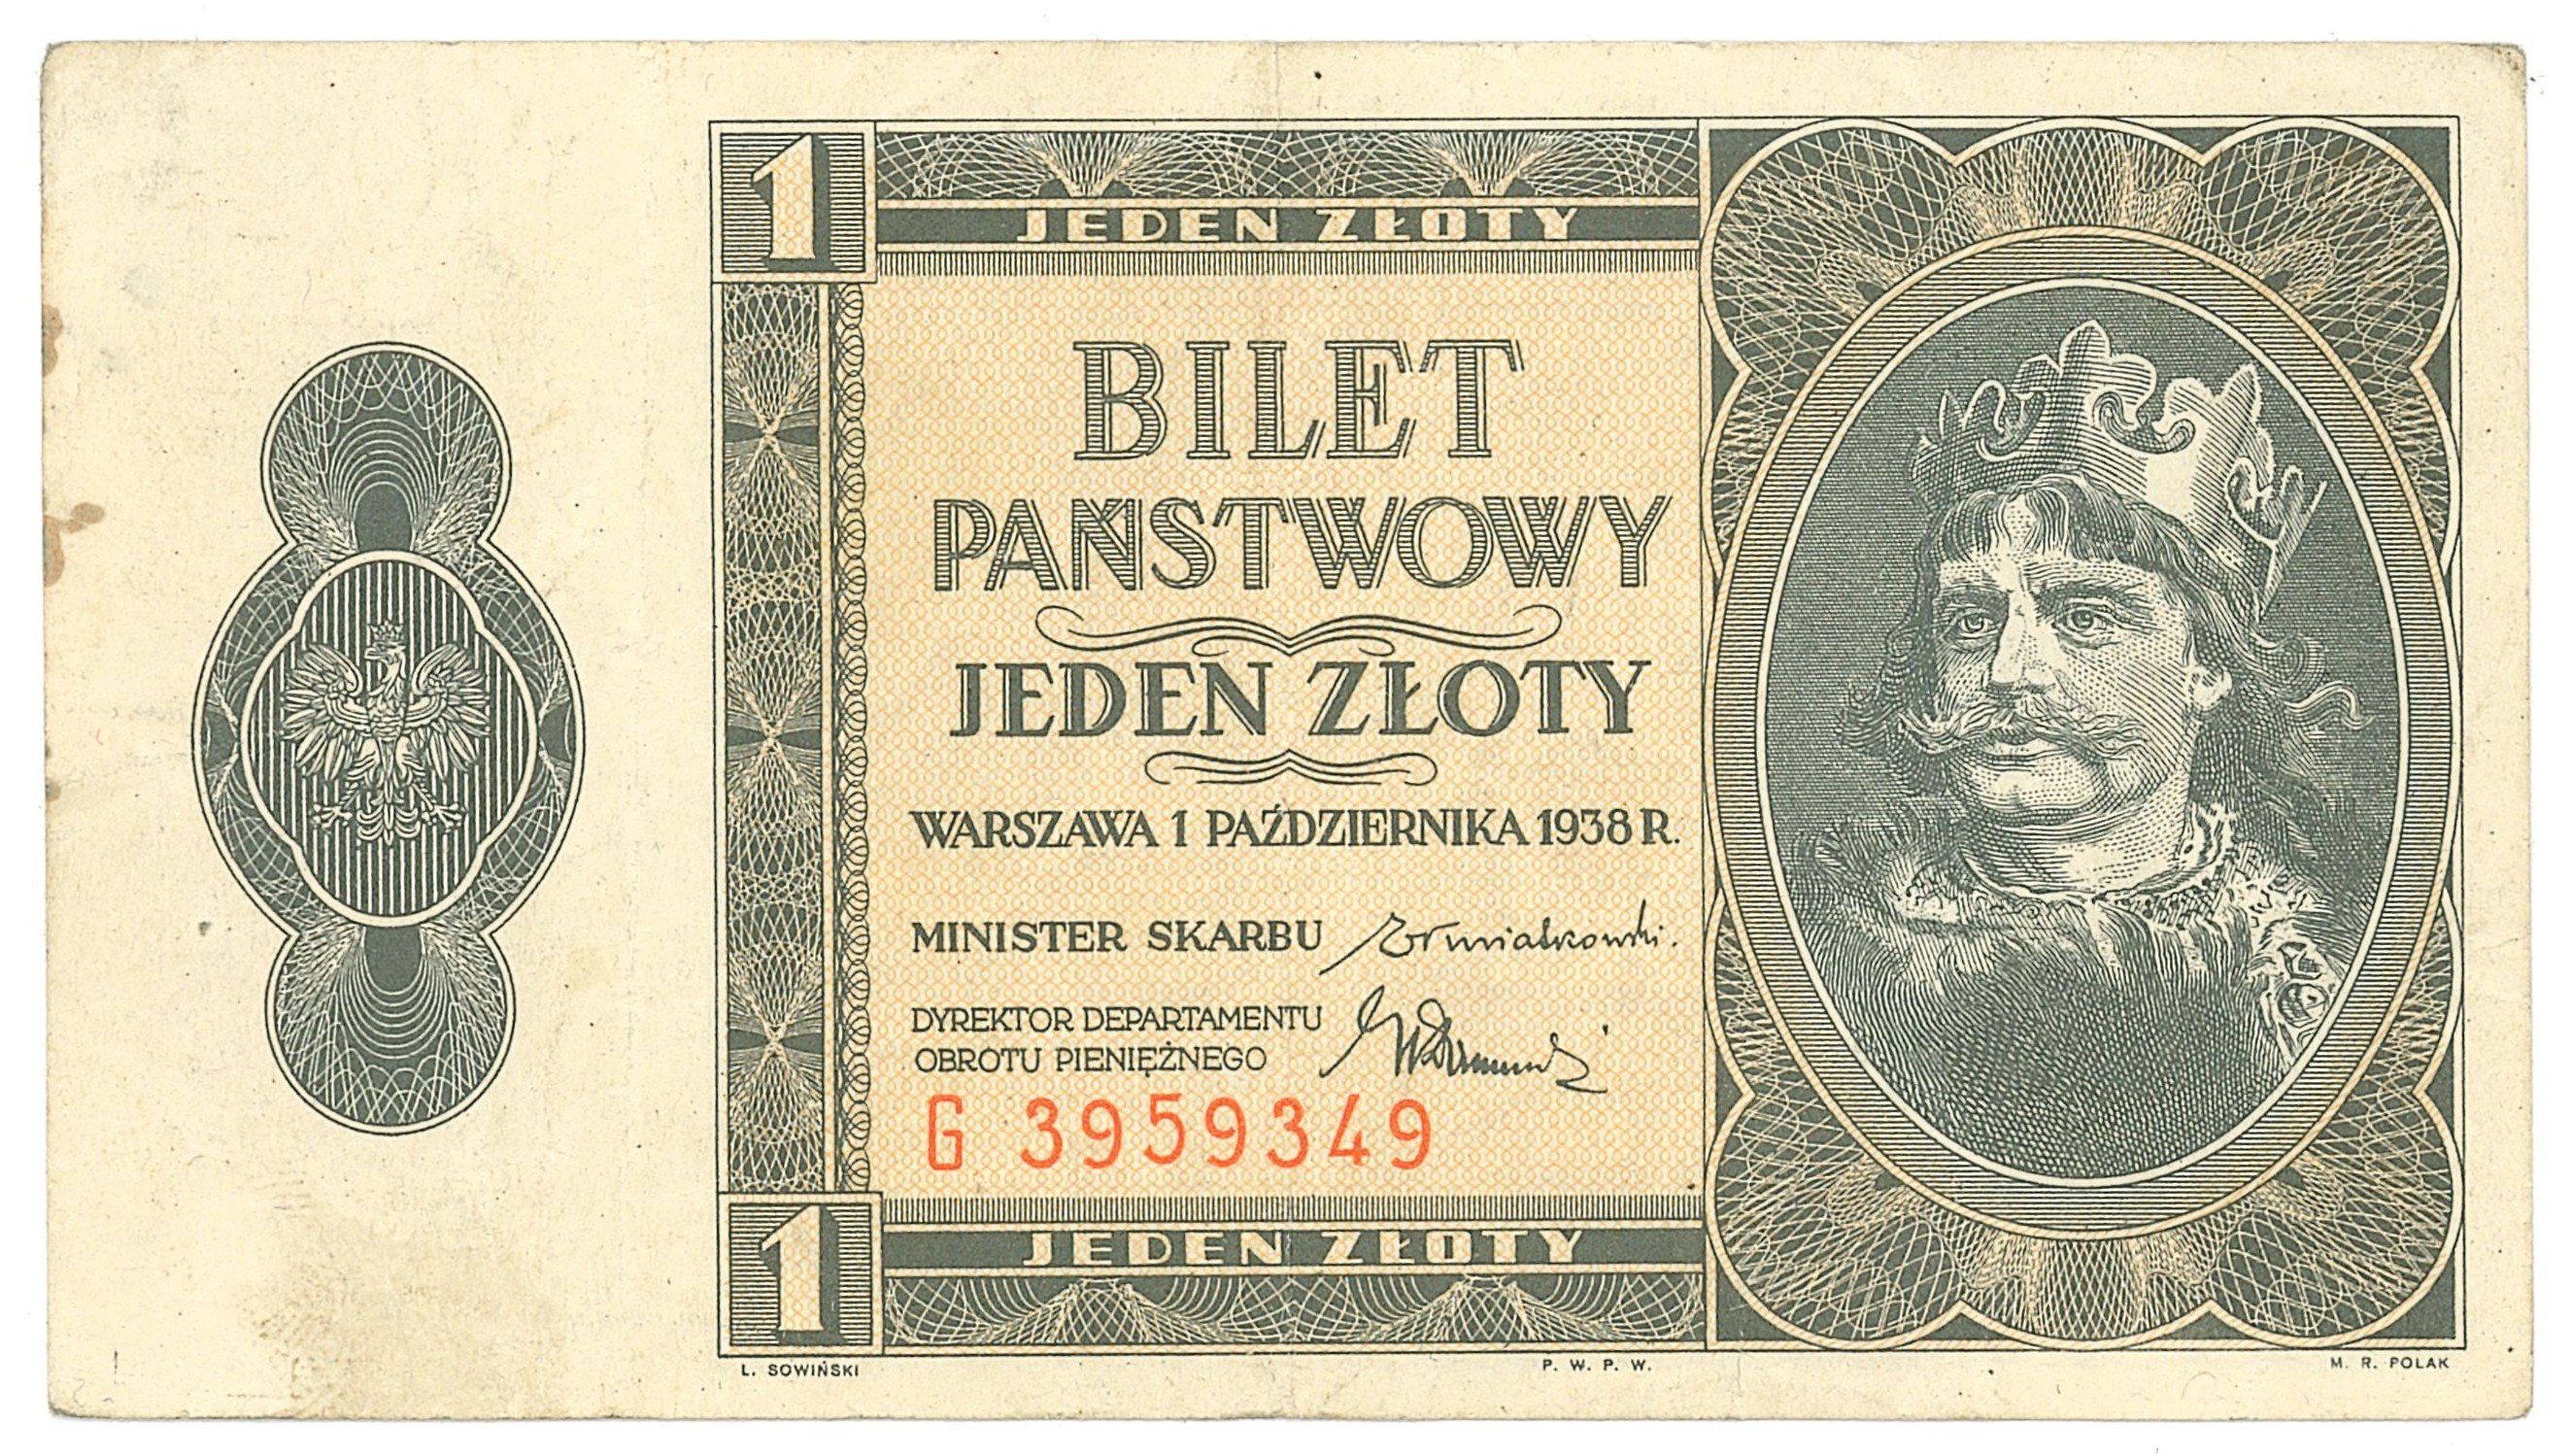 1
JEDEN ZŁOTY
BILET
PAŃSTWOWY
JEDEN ZŁOTY
WARSZAWA 1 PAŹDZIERNIKA 1938 R.
MINISTER SKARBU
DYREKTOR DEPARTAMENTU
OBROTU PIENIĘŻNEGO
G 3959349
1
JEDEN ZŁOTY
L. SOWIŃSKI
P. W. P. W.
M. R. POLAK